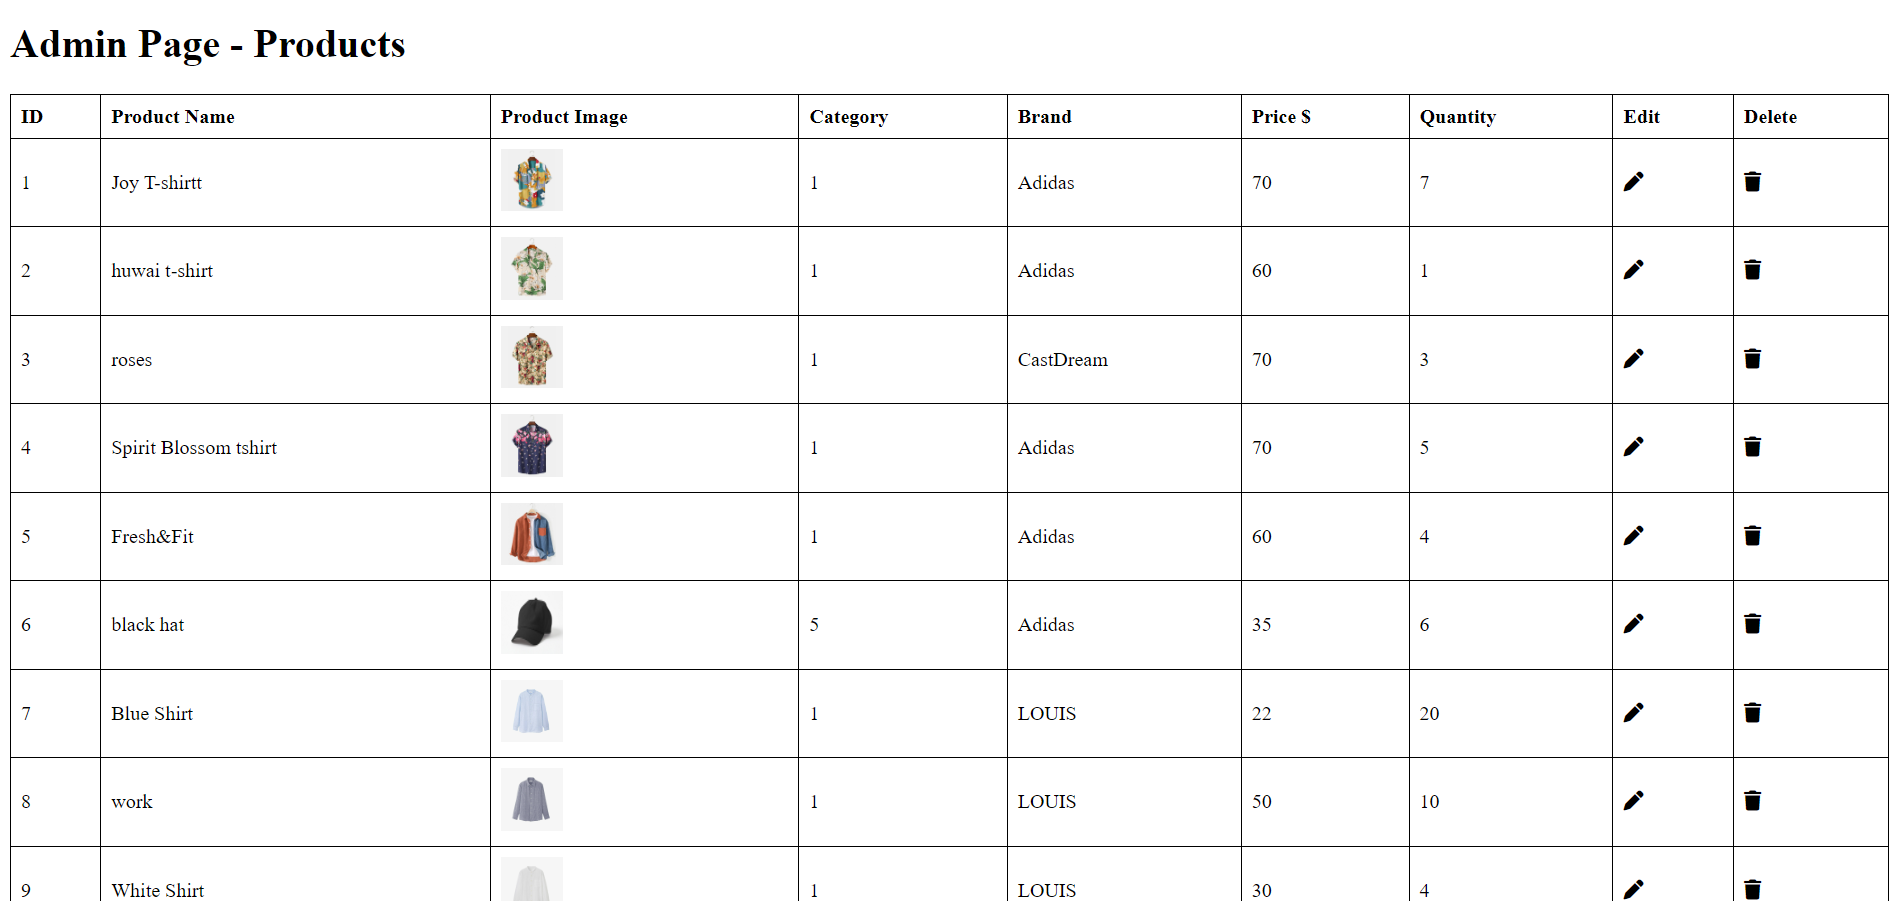 Admin Page - Products
ID Product Name Product Image Category Brand Price $ Quantity Edit Delete
1 Joy T-shirtt 1 Adidas 70 7
2 huwai t-shirt 1 Adidas 60 1
3 roses 1 CastDream 70 3
4 Spirit Blossom tshirt 1 Adidas 70 5
5 Fresh&Fit 1 Adidas 60 4
6 black hat 5 Adidas 35 6
7 Blue Shirt 1 LOUIS 22 20
8 work 1 LOUIS 50 10
9 White Shirt 1 LOUIS 30 4